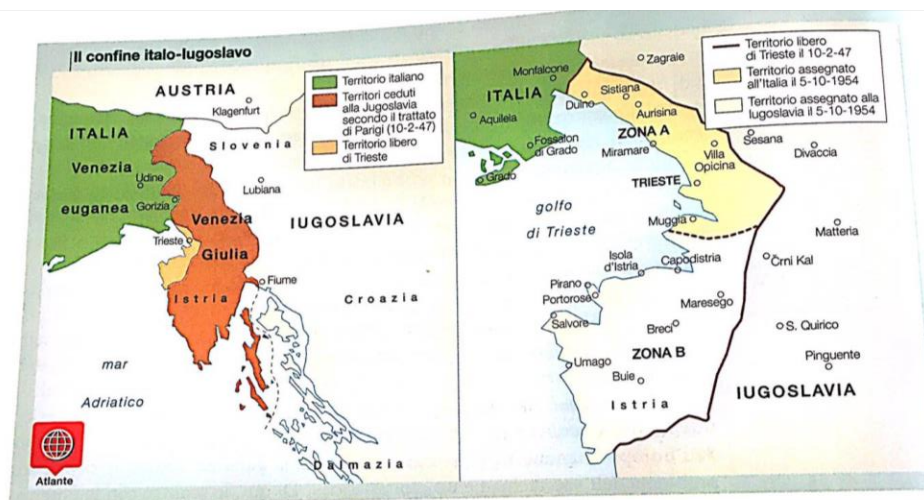 Il confine italo-Iugoslavo
Territorio italiano
Territori ceduti
alla Jugoslavia
secondo il trattato
di Parigi (10-2-47)
Territorio libero
di Trieste
AUSTRIA
Klagenfurt
ITALIA
Slovenia
Venezia
Udine
Lubiana
euganea
Gorizia
Venezia
IUGOSLAVIA
Trieste
Giulia
Fiume
Istria
Croazia
mar
Adriatico
Dalmazia
Atlante
Territorio libero
di Trieste il 10-2-47
Territorio assegnato
all'Italia il 5-10-1954
Territorio assegnato alla
Iugoslavia il 5-10-1954
Zagraie
Monfalcone
ITALIA
Duino
Sistiana
Aurisina
Aquileia
Fossalon
di Grado
ZONA A
Miramare
Villa
Opicina
Sesana
Divaccia
Grado
TRIESTE
golfo
di Trieste
Muggia
Matteria
Isola
d'Istria
Capodistria
Črni Kal
Pirano
Portorose
Maresego
Salvore
Breci
S. Quirico
ZONA B
Umago
Buie
Pinguente
Istria
IUGOSLAVIA